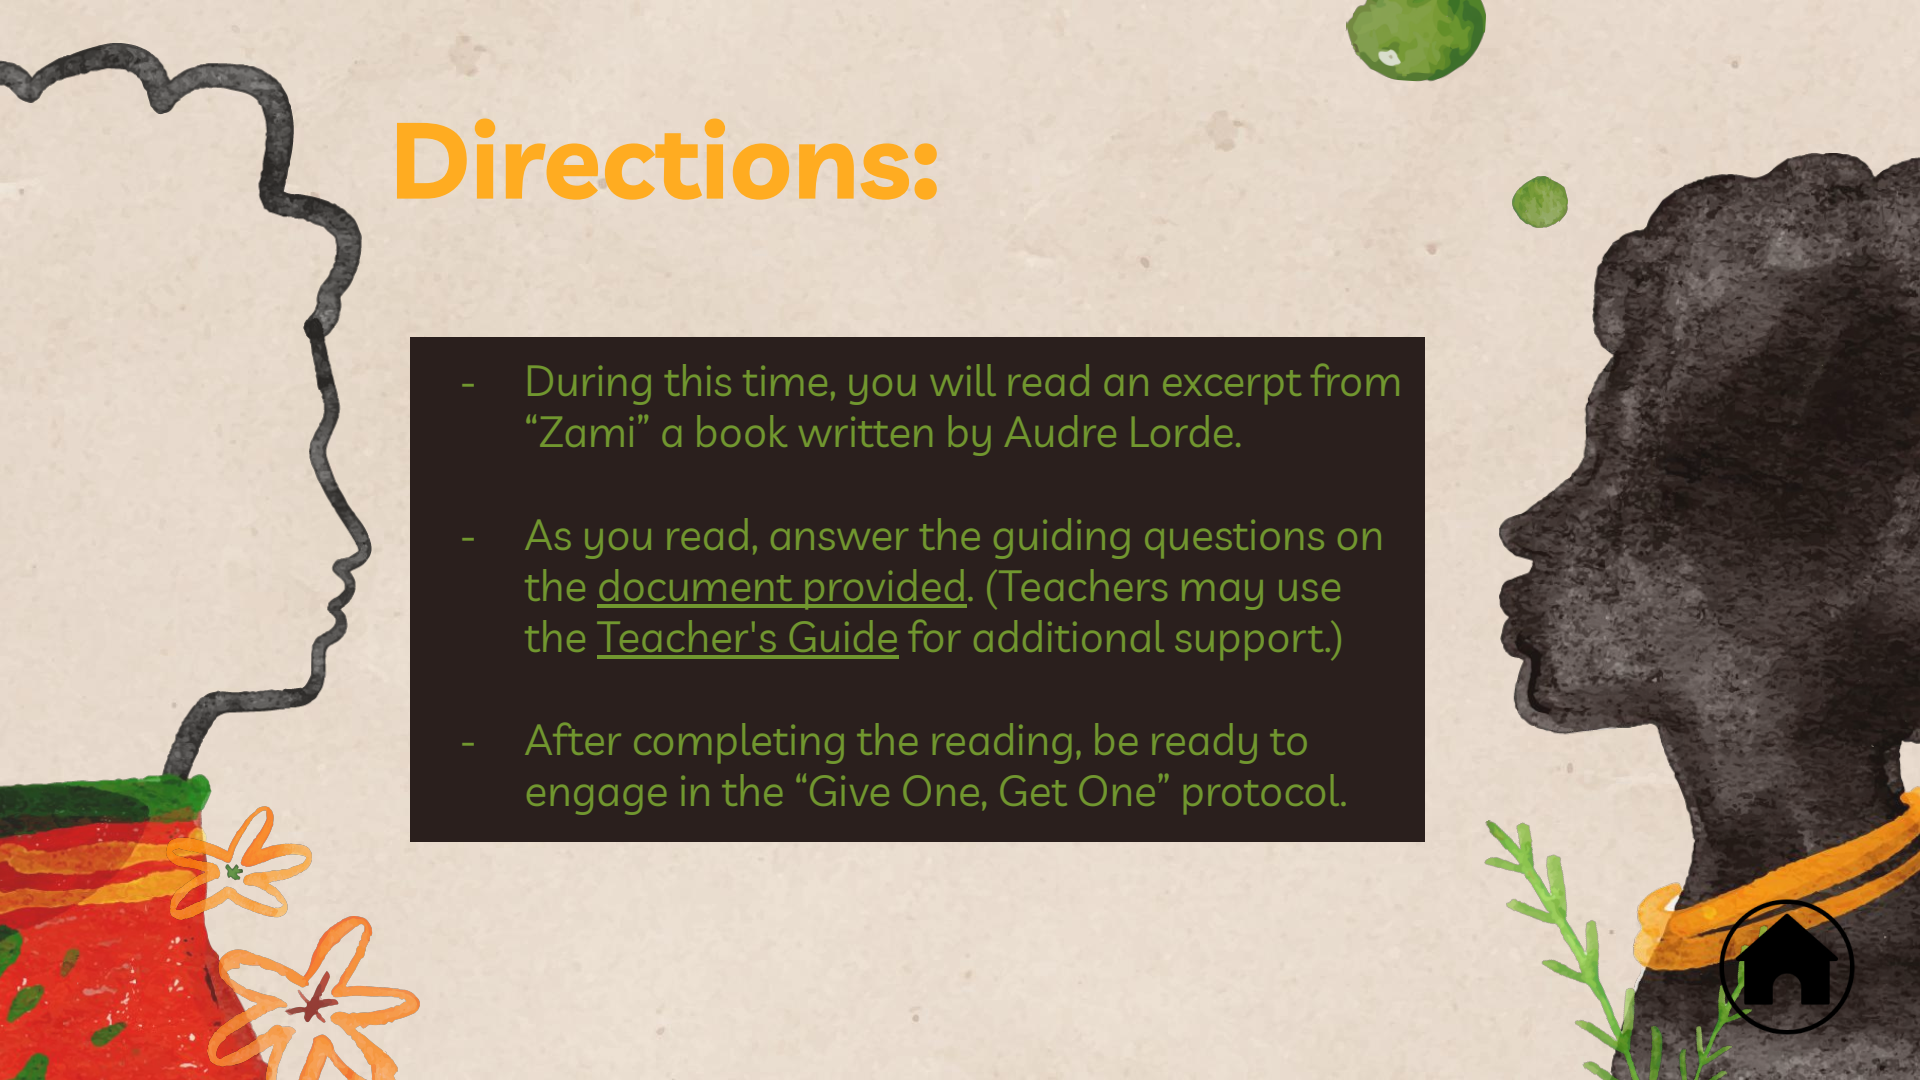 Directions:
- During this time, you will read an excerpt from
“Zami” a book written by Audre Lorde.
- As you read, answer the guiding questions on
the document provided. (Teachers may use
the Teacher's Guide for additional support.)
- After completing the reading, be ready to
engage in the “Give One, Get One” protocol.